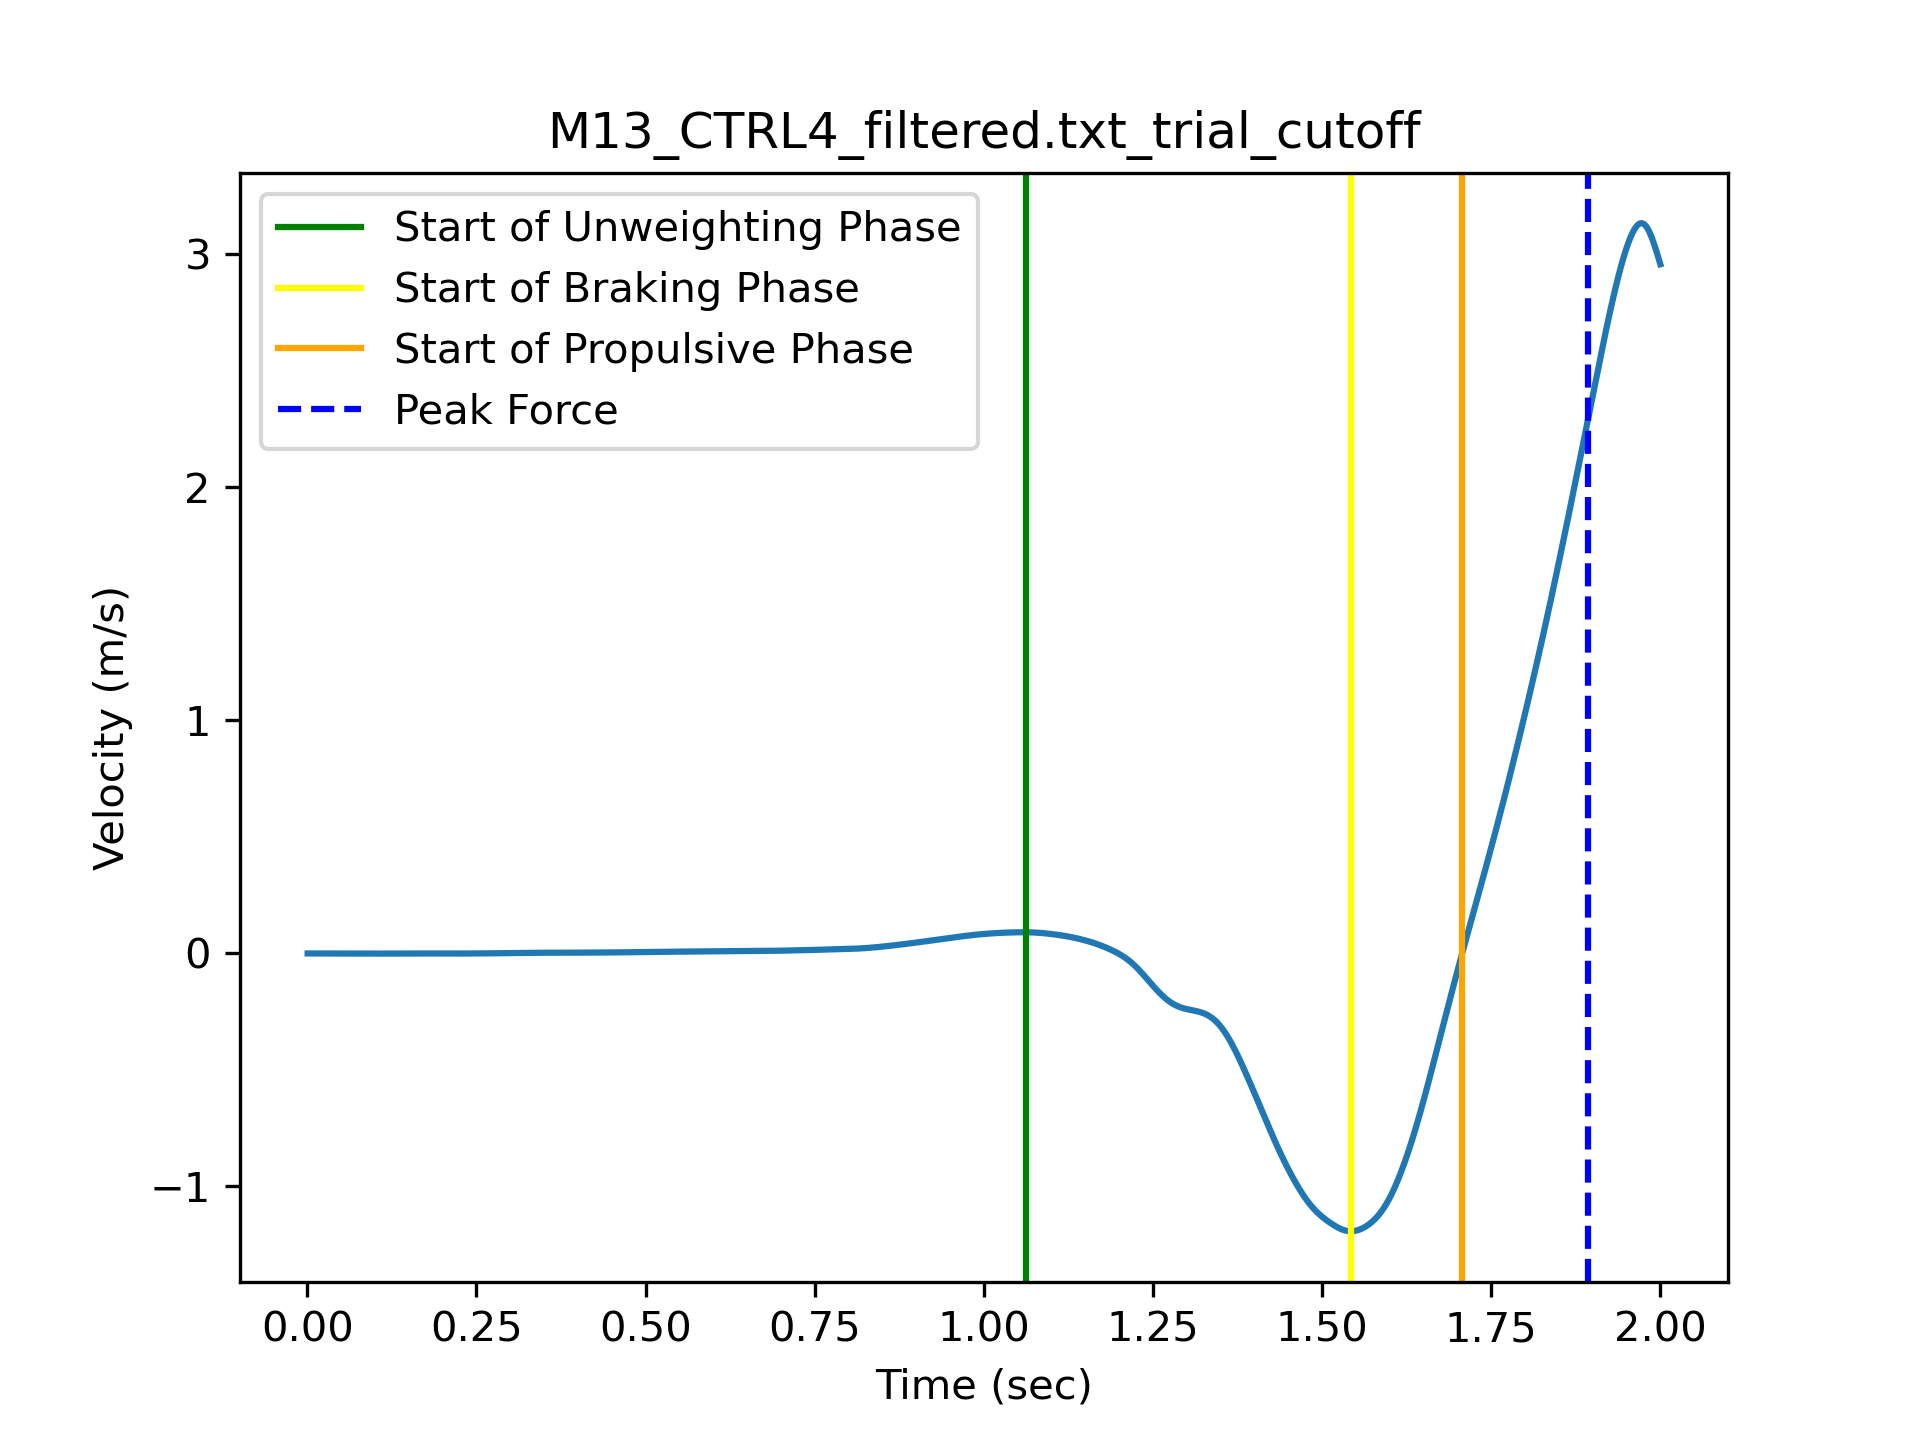 M13_CTRL4_filtered.txt_trial_cutoff
Start of Unweighting Phase
Start of Braking Phase
Start of Propulsive Phase
Peak Force
Velocity (m/s)
3
2
1
0
−1
0.00 0.25 0.50 0.75 1.00 1.25 1.50 1.75 2.00
Time (sec)